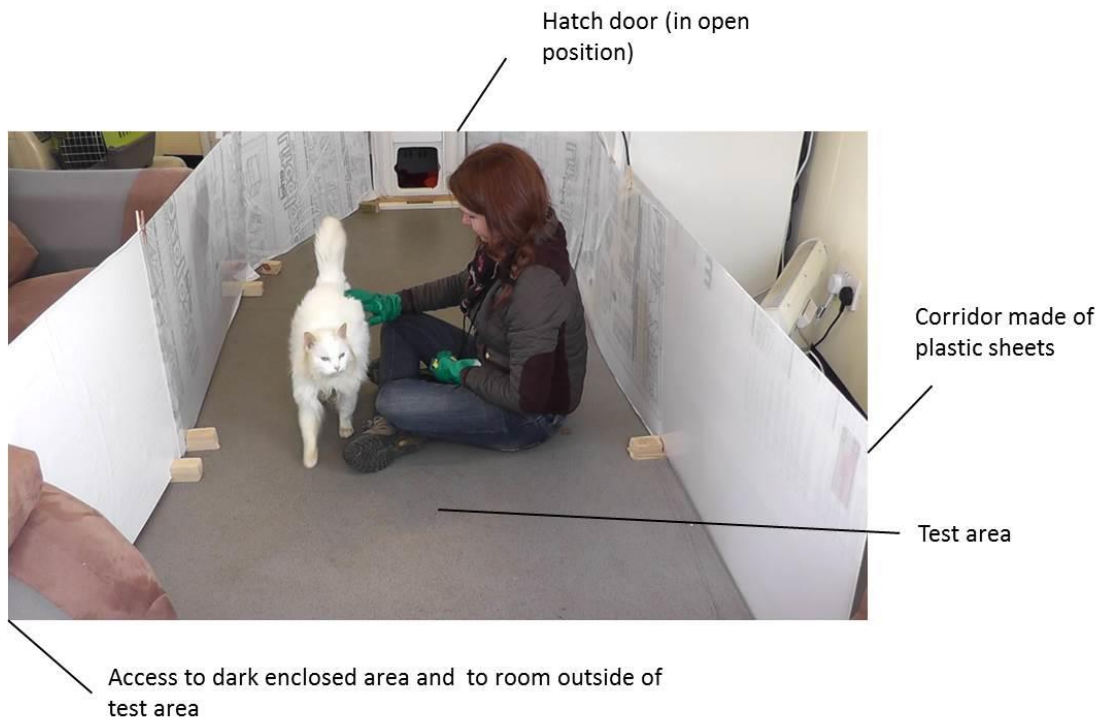 Hatch door (in open
position)
Corridor made of
plastic sheets
Test area
Access to dark enclosed area and  to room outside of
test area